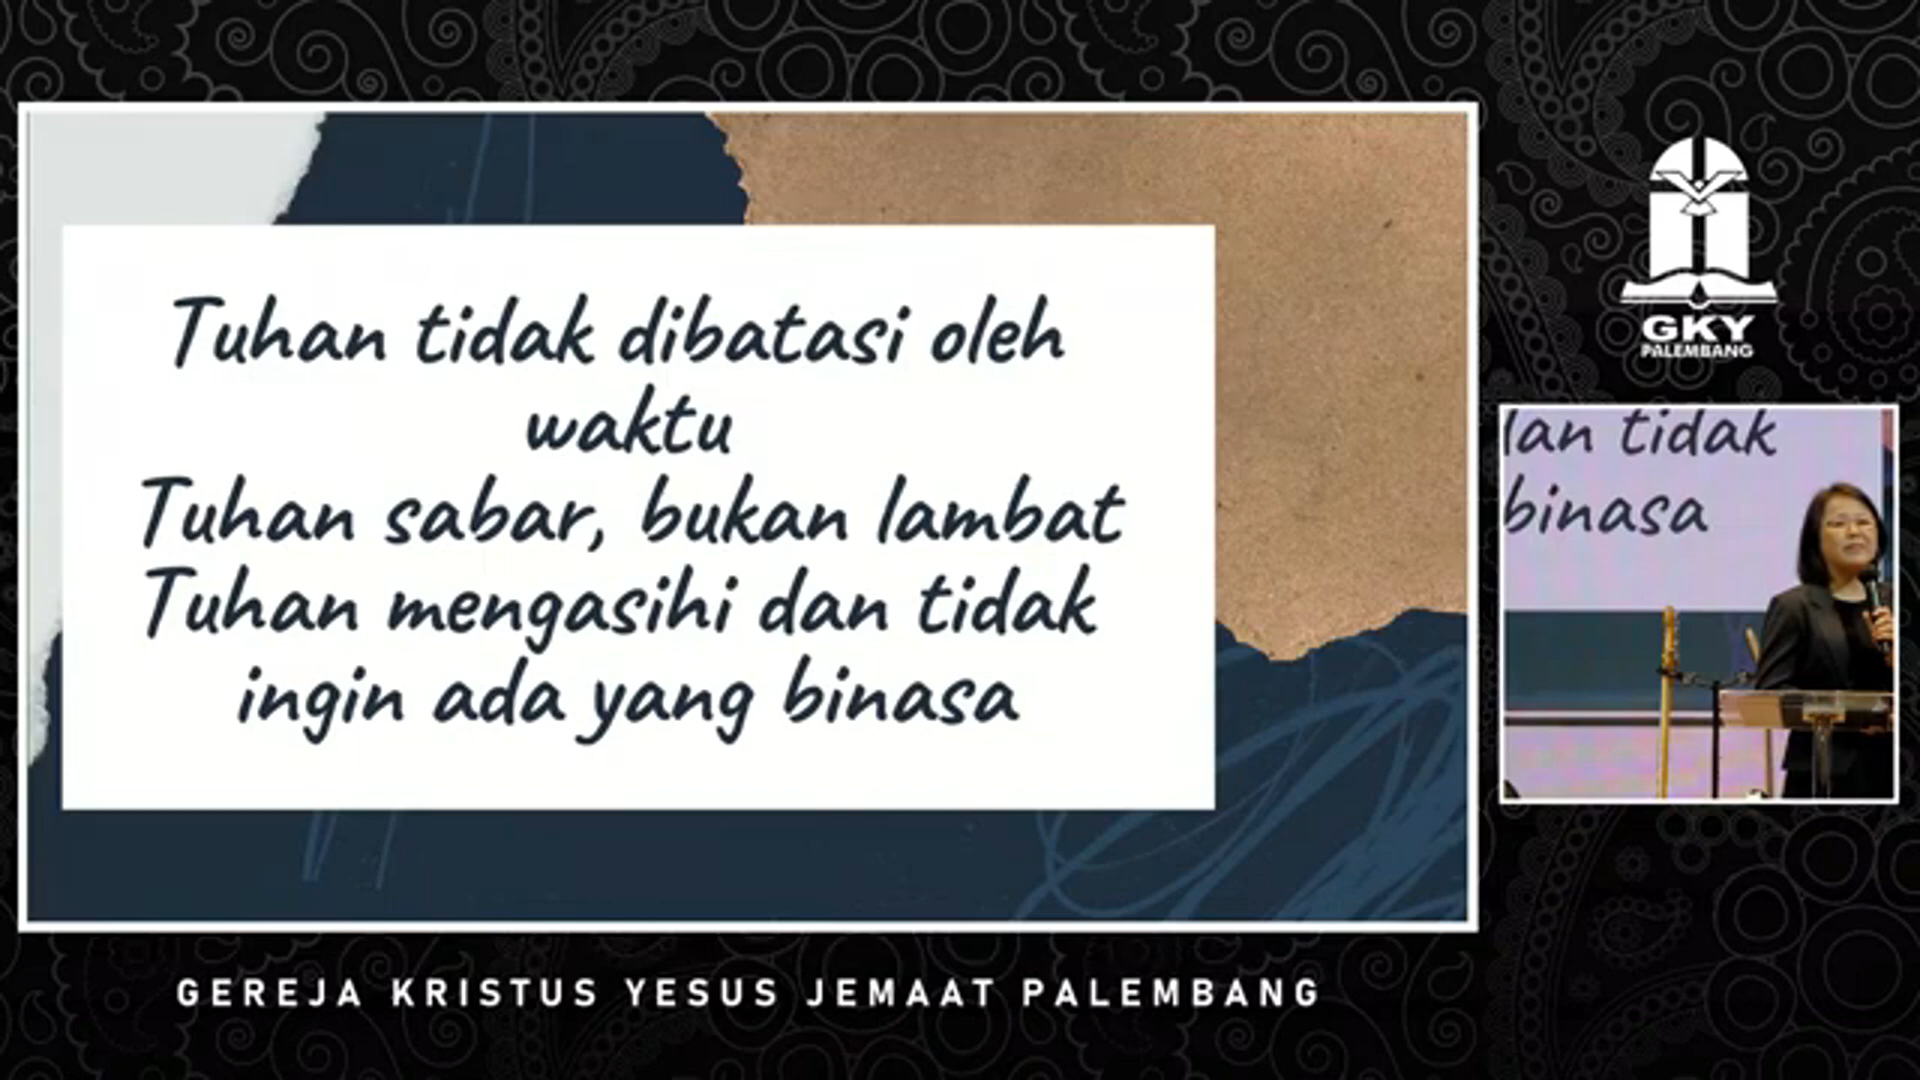 Tuhan tidak dibatasi oleh
waktu
Tuhan sabar, bukan lambat
Tuhan mengasihi dan tidak
ingin ada yang binasa
GKY
PALEMBANG
lan tidak
binasa
GEREJA KRISTUS YESUS JEMAAT PALEMBANG